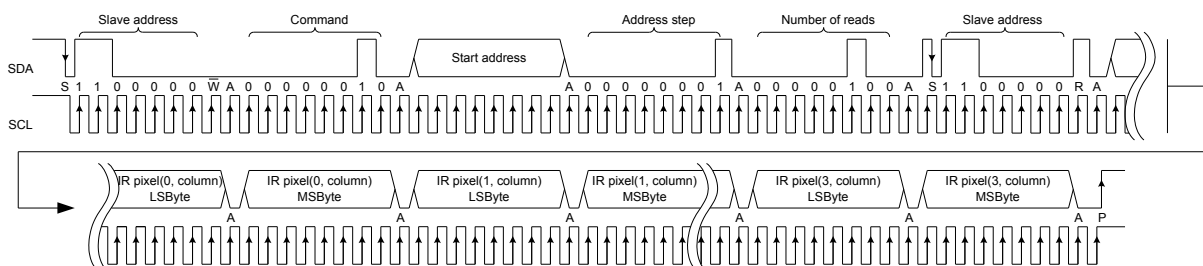 Slave address Command Address step Number of reads Slave address
SDA Start address
S 1 1 0 0 0 0 0 W A 0 0 0 0 0 0 1 0 A A 0 0 0 0 0 0 0 1 A 0 0 0 0 0 1 0 0 A S 1 1 0 0 0 0 0 R A
SCL
IR pixel(0, column) IR pixel(0, column) IR pixel(1, column) IR pixel(1, column) IR pixel(3, column) IR pixel(3, column)
LSByte MSByte LSByte MSByte LSByte MSByte
A A A A A A P